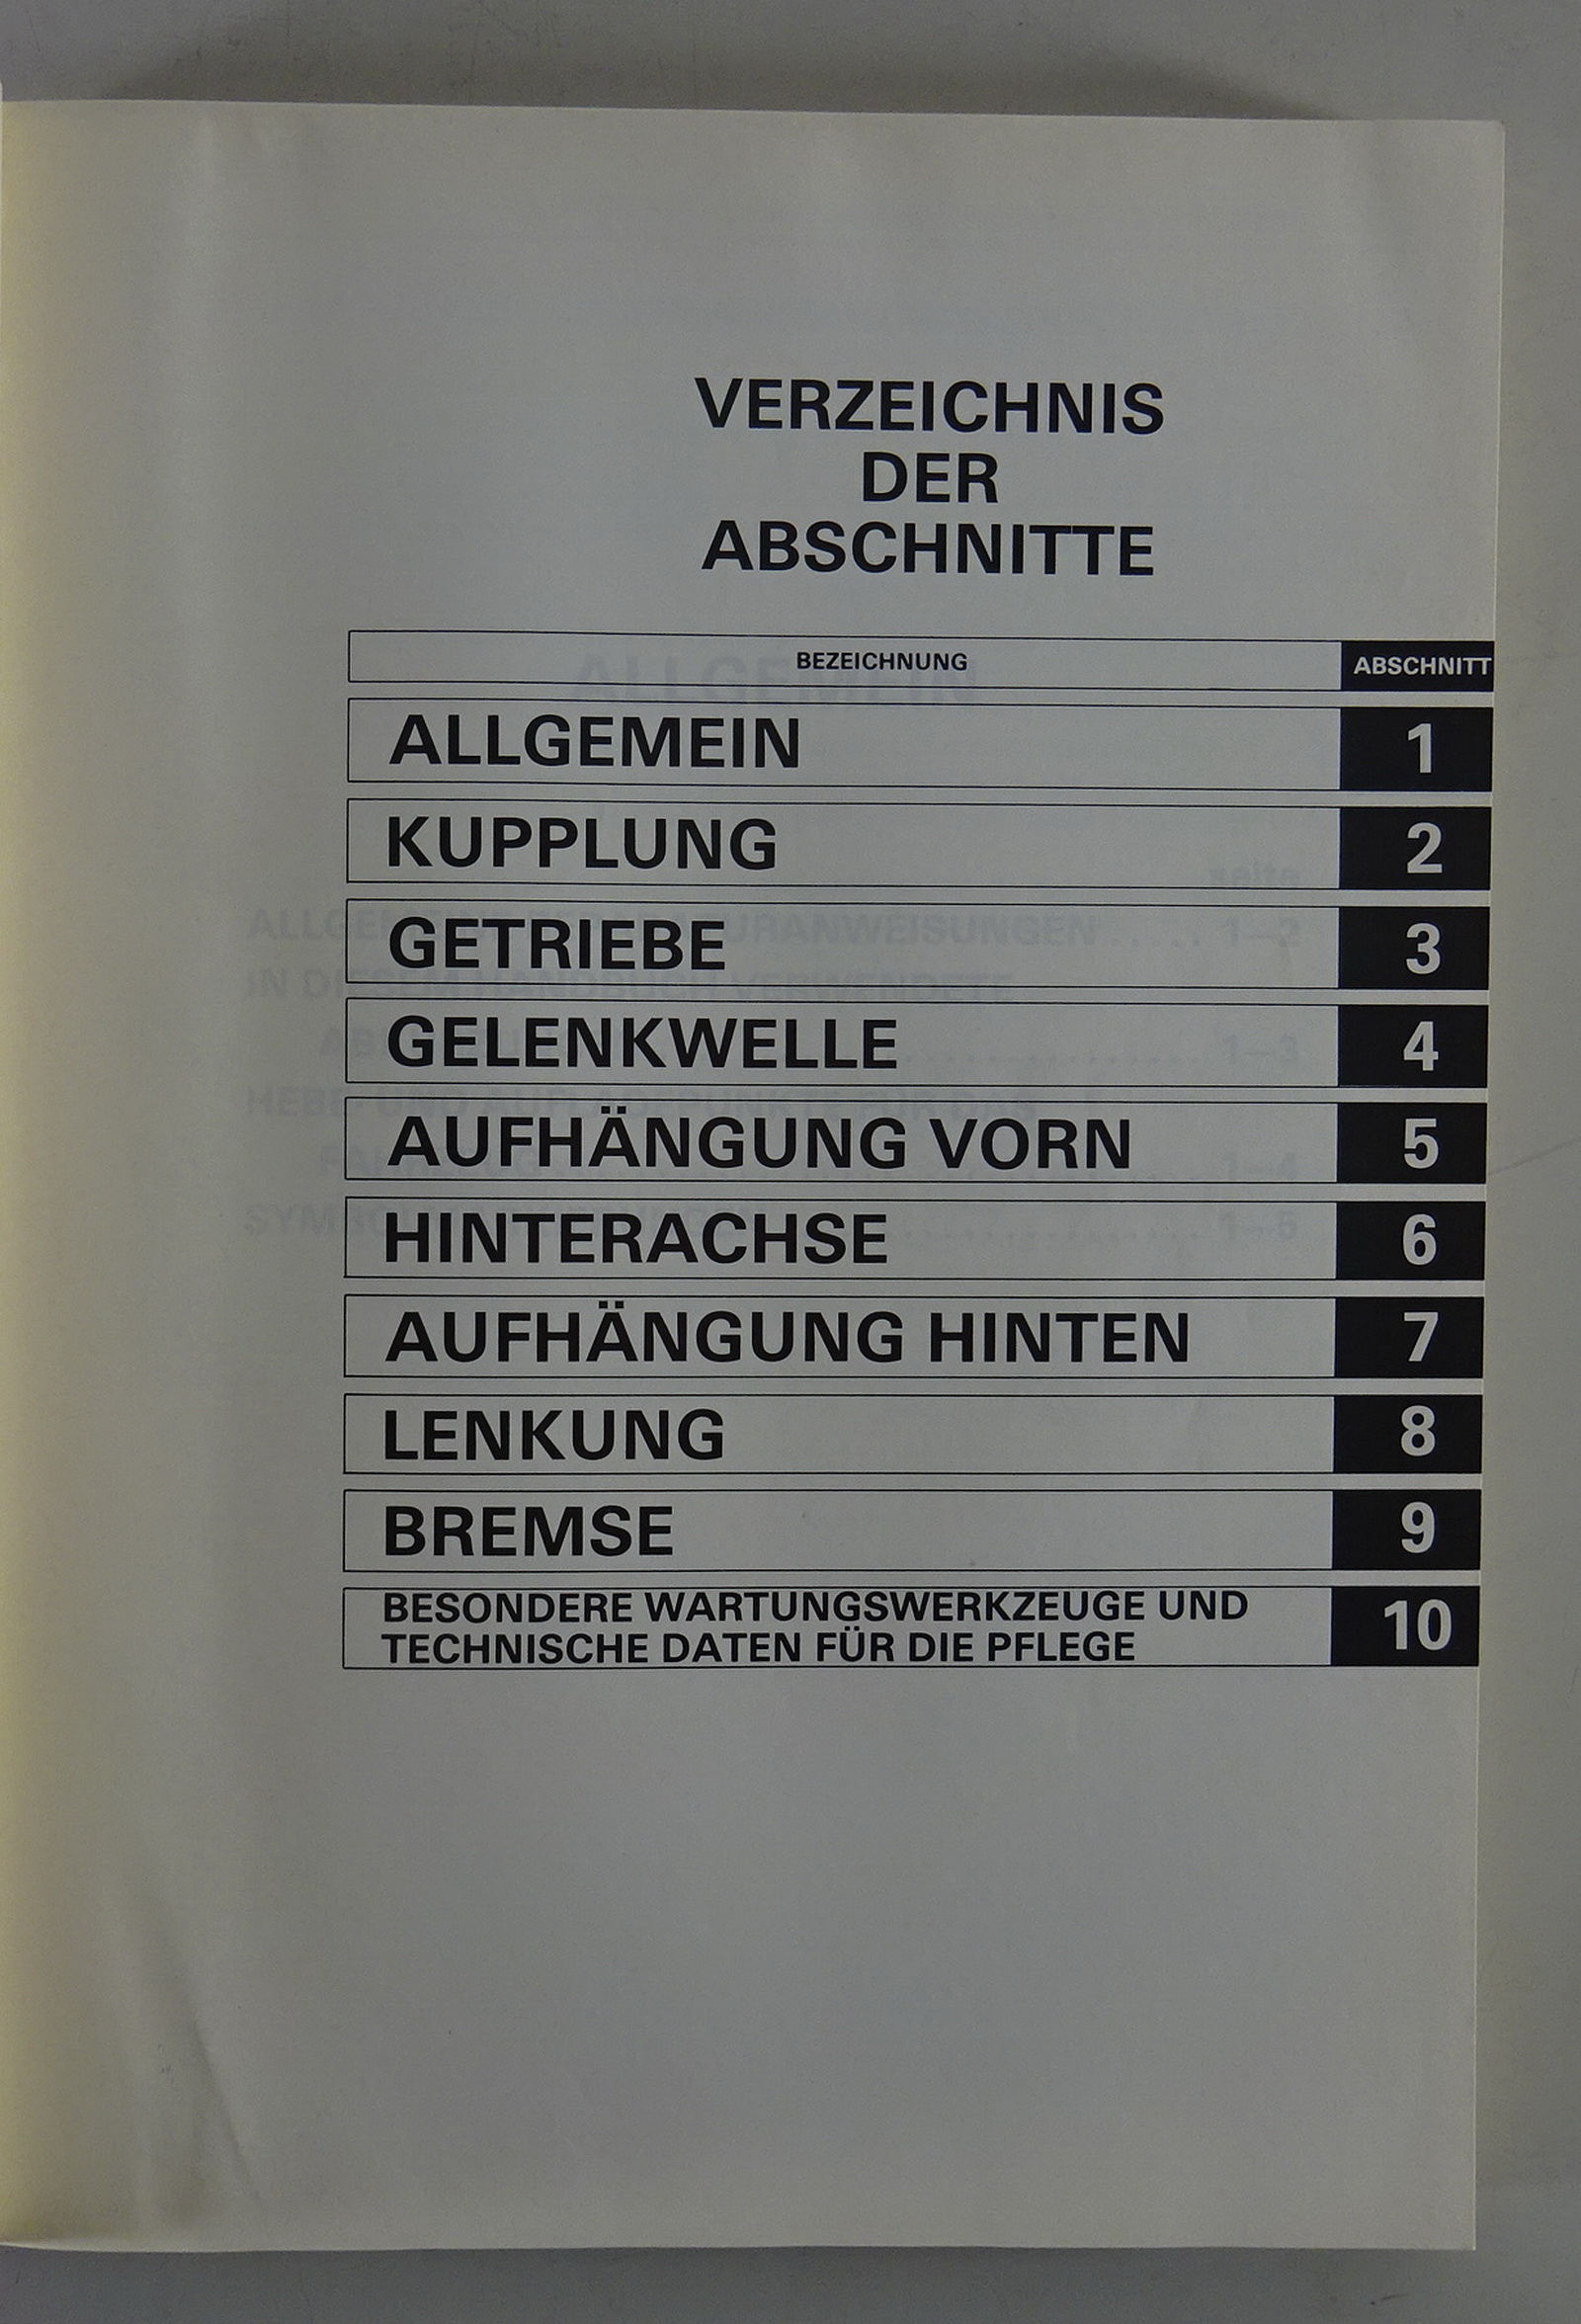 VERZEICHNIS
DER
ABSCHNITTE
BEZEICHNUNG ABSCHNITT
ALLGEMEIN 1
KUPPLUNG 2
GETRIEBE 3
GELENKWELLE 4
AUFHÄNGUNG VORN 5
HINTERACHSE 6
AUFHÄNGUNG HINTEN 7
LENKUNG 8
BREMSE 9
BESONDERE WARTUNGSWERKZEUGE UND
TECHNISCHE DATEN FÜR DIE PFLEGE 10